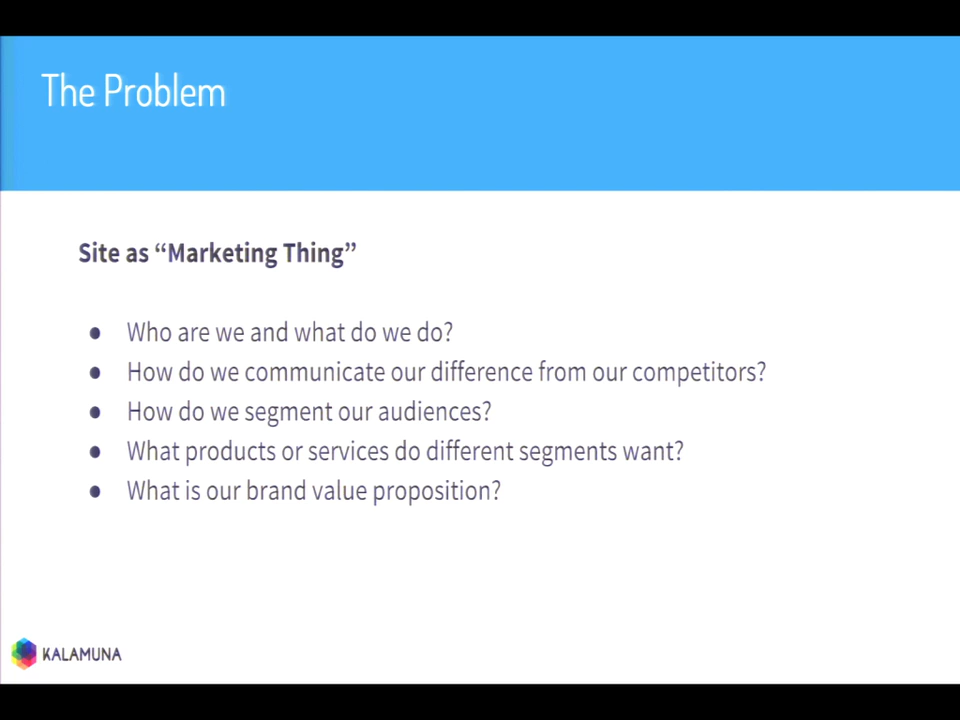 The Problem
Site as “Marketing Thing”
● Who are we and what do we do?
● How do we communicate our difference from our competitors?
● How do we segment our audiences?
● What products or services do different segments want?
● What is our brand value proposition?
KALAMUNA